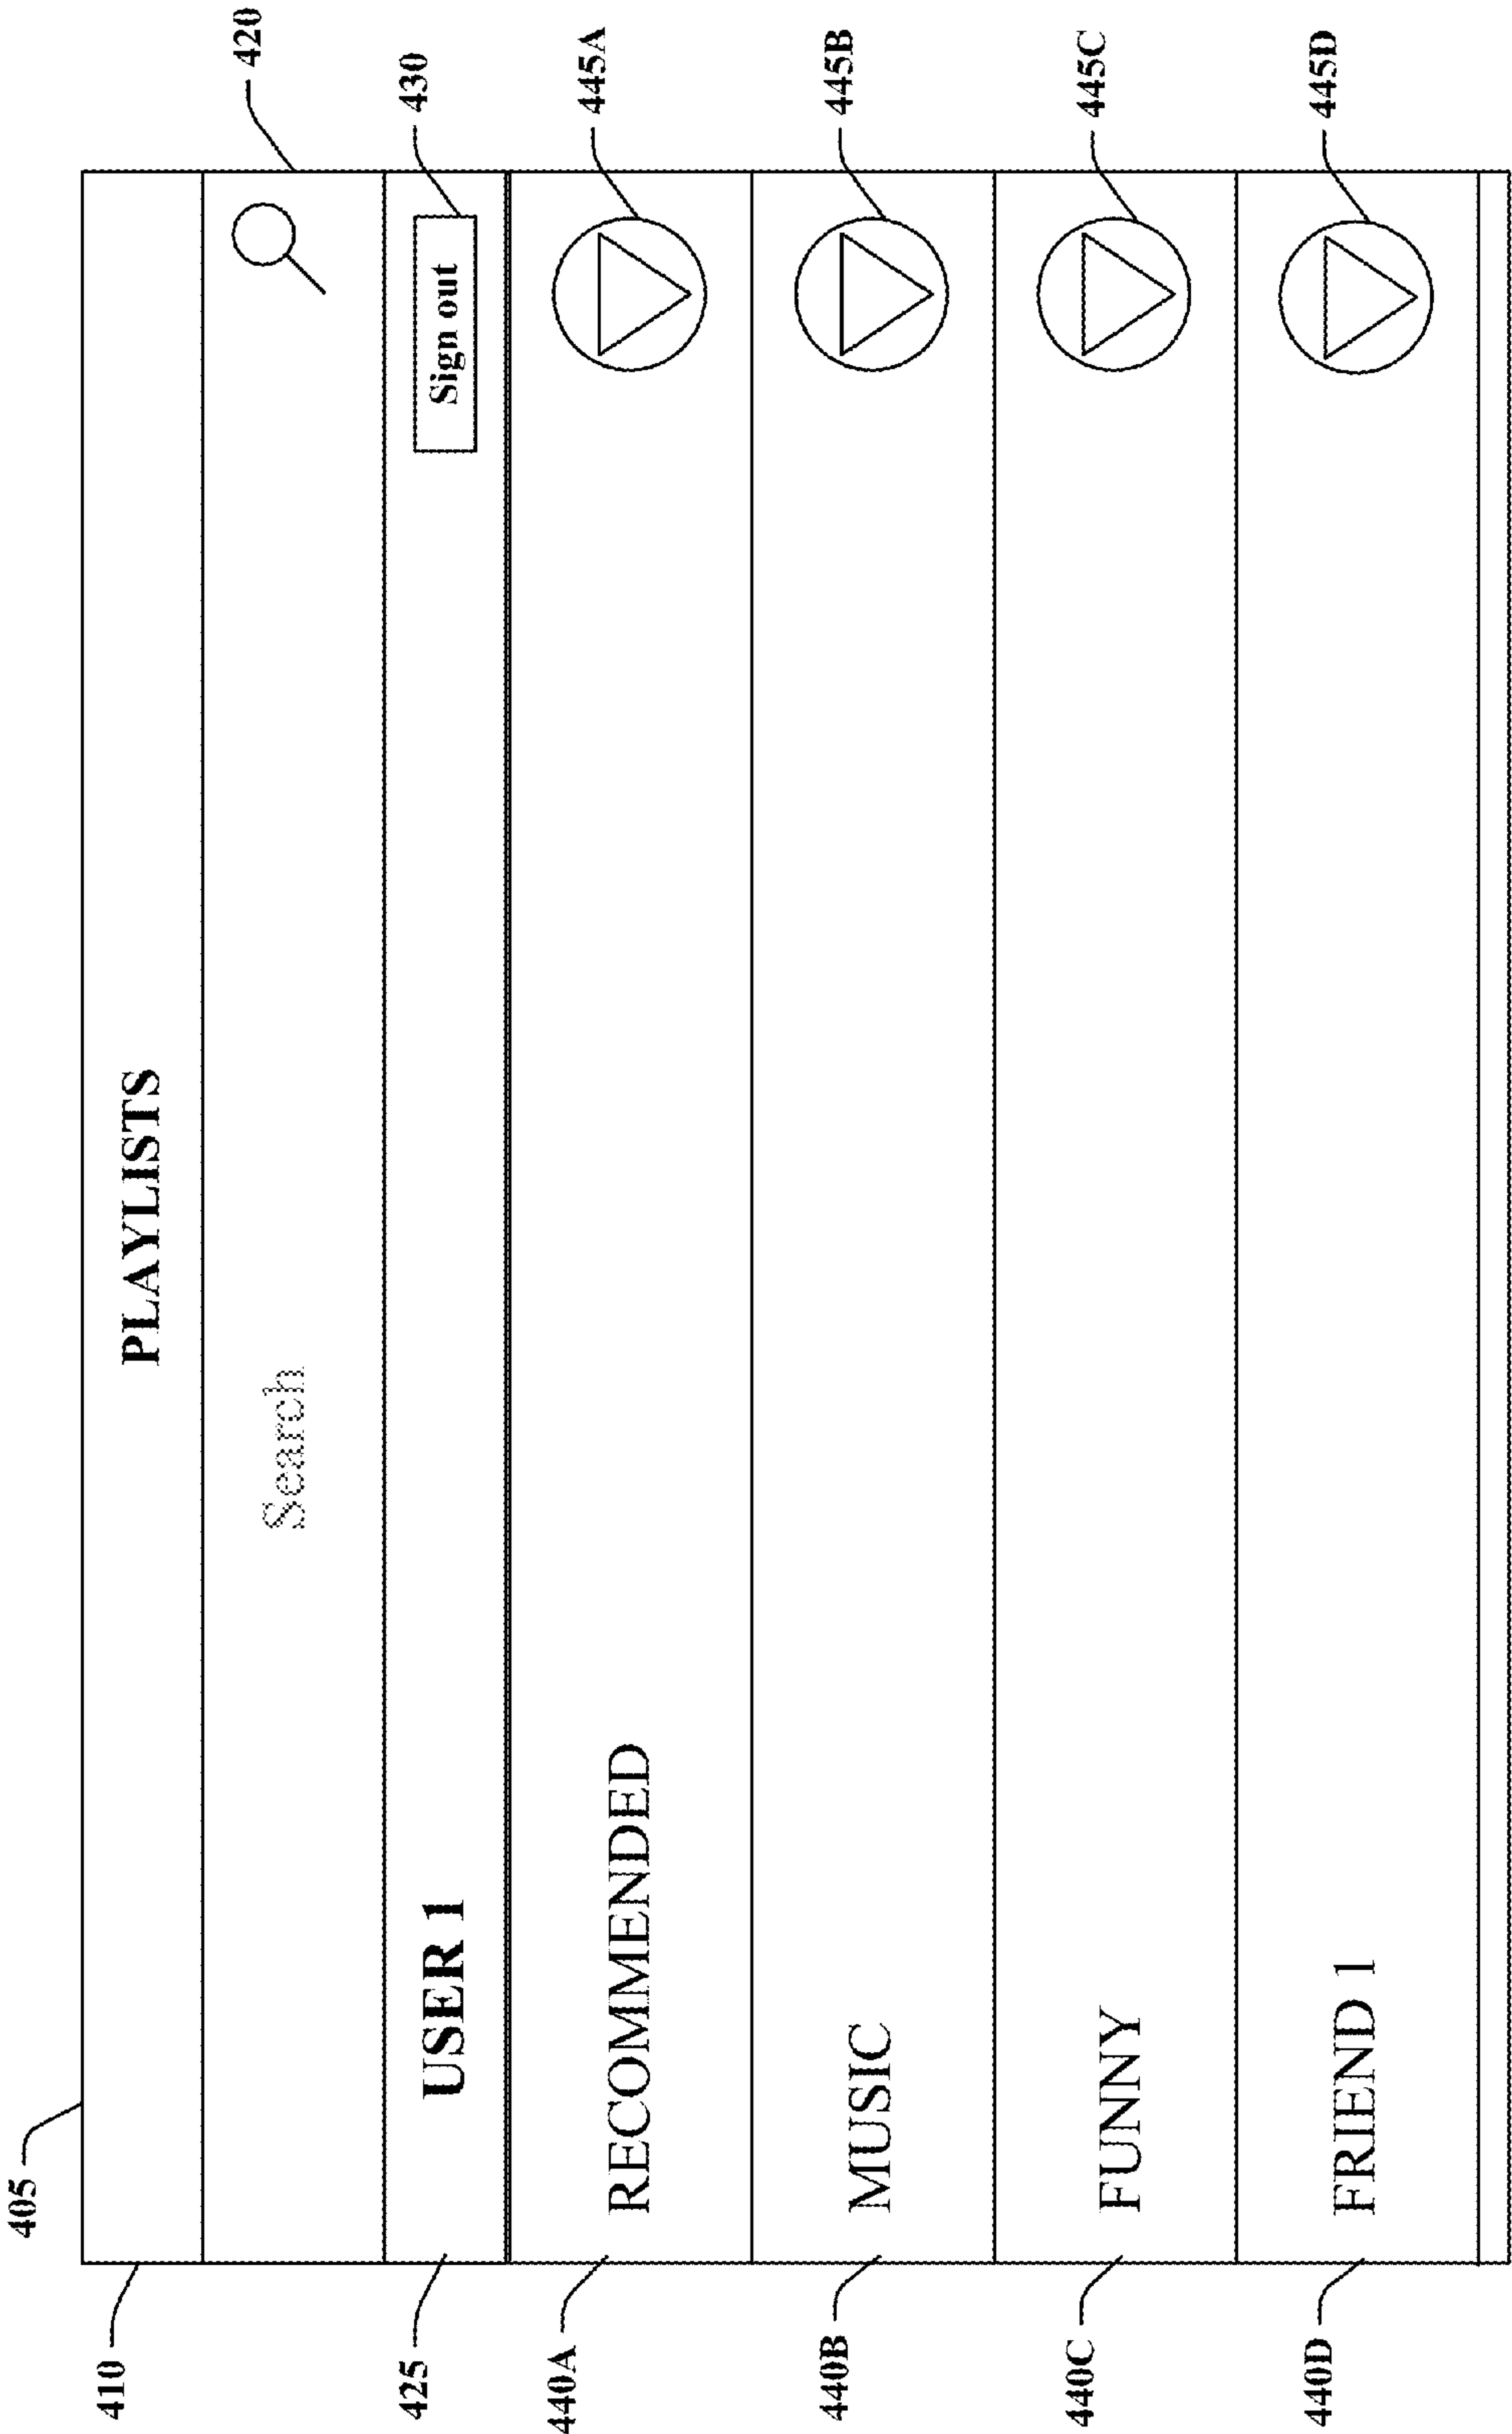 405
410
PLAYLISTS
Search
420
425
USER 1
Sign out
430
440A
RECOMMENDED
445A
440B
MUSIC
445B
440C
FUNNY
445C
440D
FRIEND 1
445D